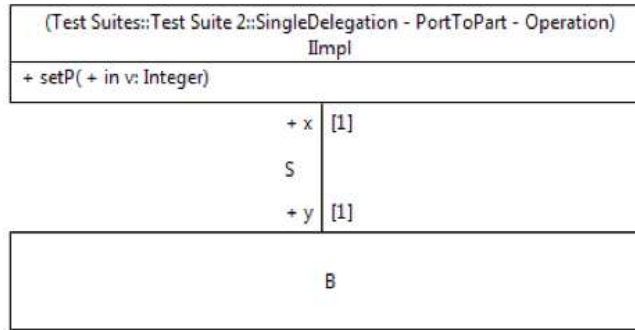 (Test Suites::Test Suite 2::SingleDelegation - PortToPart - Operation)
IImpl
+ setP( + in v: Integer)
+ x [1]
S
+ y [1]
B